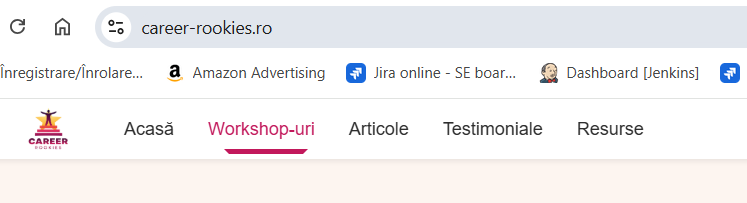 career-rookies.ro
Înregistrare/Înrolare... Amazon Advertising Jira online - SE boar... Dashboard [Jenkins]
CAREER
ROOKIES
Acasă Workshop-uri Articole Testimoniale Resurse